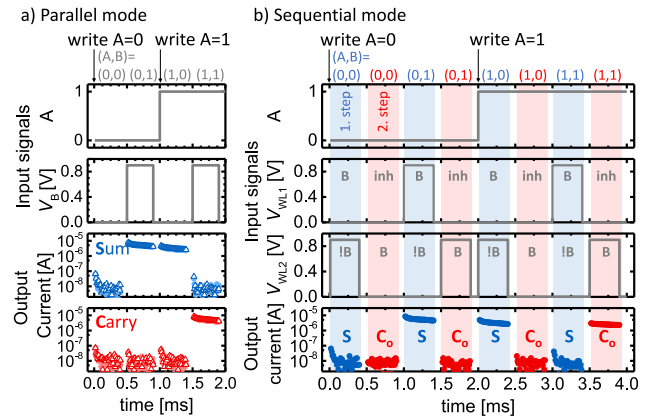 a) Parallel mode
write A=0 write A=1
(A,B)=
(0,0) (0,1) (1,0) (1,1)
1
A
0
Input signals
V_B [V]
0.8
0.4
0.0
Output
Current [A]
10⁻⁵
10⁻⁶
10⁻⁷
10⁻⁸
Sum
10⁻⁵
10⁻⁶
10⁻⁷
10⁻⁸
Carry
0.0 0.5 1.0 1.5 2.0
time [ms]
b) Sequential mode
write A=0 write A=1
(A,B)=
(0,0) (0,0) (0,1) (0,1) (1,0) (1,0) (1,1) (1,1)
1
A
0
1. step
2. step
Input signals
V_WL1 [V]
0.8
0.4
0.0
B inh B inh B inh B inh
V_WL2 [V]
0.8
0.4
0.0
!B B !B B !B B !B B
Output
current [A]
10⁻⁵
10⁻⁶
10⁻⁷
10⁻⁸
S C_o S C_o S C_o S C_o
0.0 0.5 1.0 1.5 2.0 2.5 3.0 3.5 4.0
time [ms]